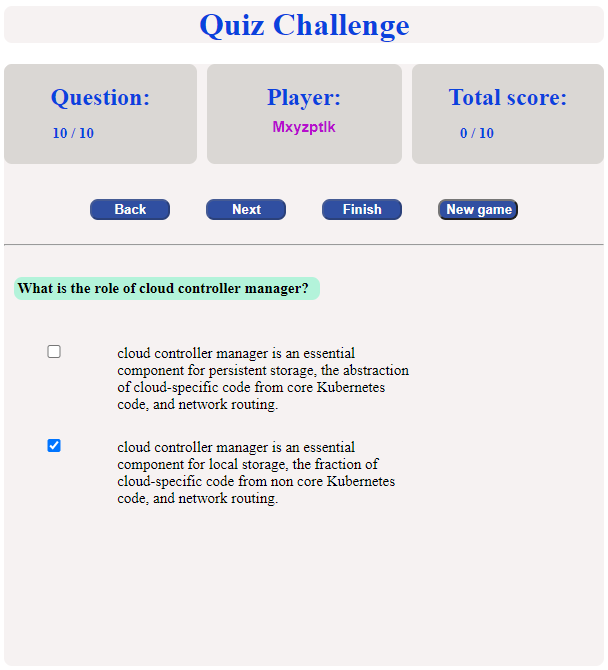 Quiz Challenge
Question:
10 / 10
Player:
Mxyzptlk
Total score:
0 / 10
Back
Next
Finish
New game
What is the role of cloud controller manager?
cloud controller manager is an essential
component for persistent storage, the abstraction
of cloud-specific code from core Kubernetes
code, and network routing.
cloud controller manager is an essential
component for local storage, the fraction of
cloud-specific code from non core Kubernetes
code, and network routing.